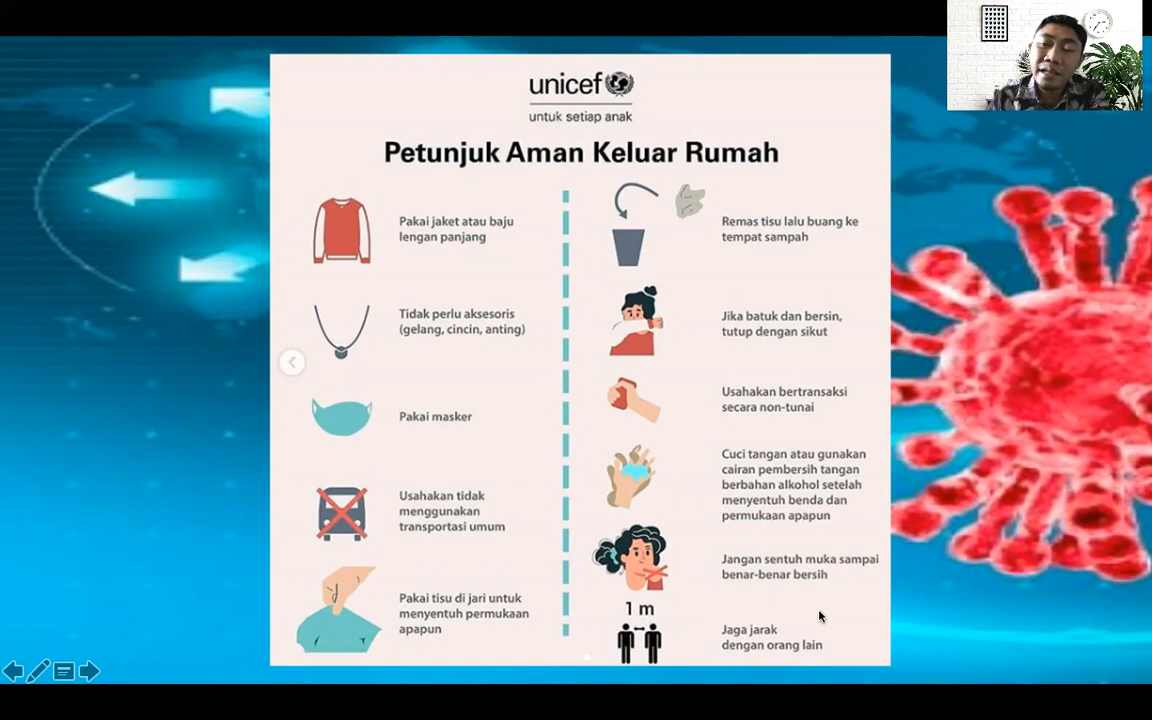 unicef
untuk setiap anak
Petunjuk Aman Keluar Rumah
Pakai jaket atau baju
lengan panjang
Tidak perlu aksesoris
(gelang, cincin, anting)
Pakai masker
Usahakan tidak
menggunakan
transportasi umum
Pakai tisu di jari untuk
menyentuh permukaan
apapun
Remas tisu lalu buang ke
tempat sampah
Jika batuk dan bersin,
tutup dengan sikut
Usahakan bertransaksi
secara non-tunai
Cuci tangan atau gunakan
cairan pembersih tangan
berbahan alkohol setelah
menyentuh benda dan
permukaan apapun
Jangan sentuh muka sampai
benar-benar bersih
1 m
Jaga jarak
dengan orang lain